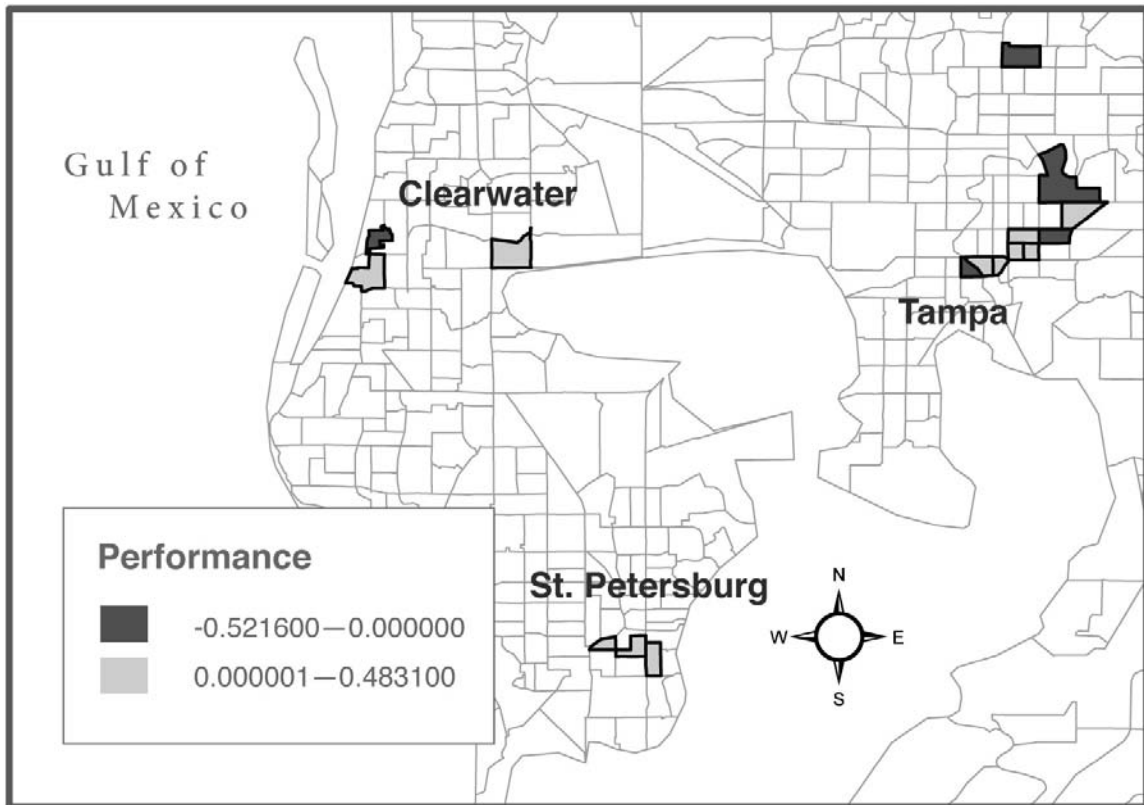 Gulf of
Mexico
Clearwater
Tampa
St. Petersburg
Performance
-0.521600—0.000000
0.000001—0.483100
N
W
E
S